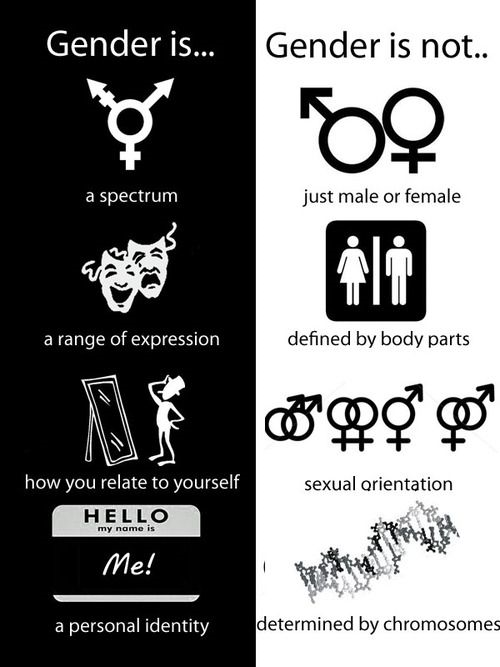 Gender is...
a spectrum
a range of expression
how you relate to yourself
HELLO
my name is
Me!
a personal identity
Gender is not..
just male or female
defined by body parts
sexual orientation
determined by chromosomes